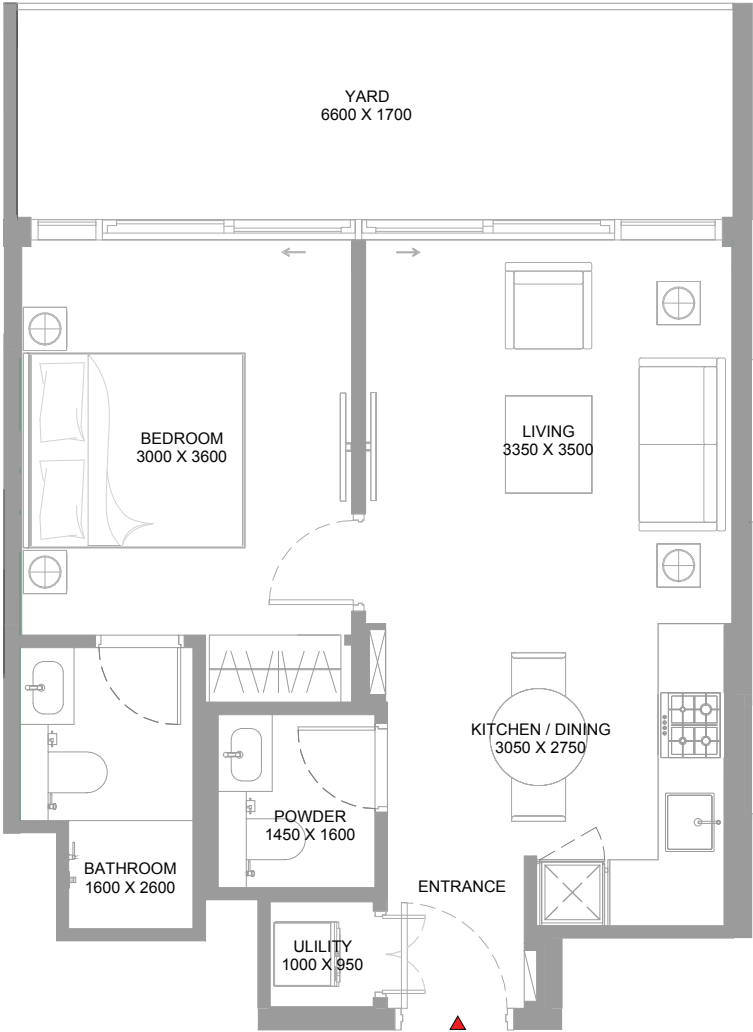 YARD
6600 X 1700
BEDROOM
3000 X 3600
LIVING
3350 X 3500
KITCHEN / DINING
3050 X 2750
POWDER
1450 X 1600
BATHROOM
1600 X 2600
ENTRANCE
ULILITY
1000 X 950